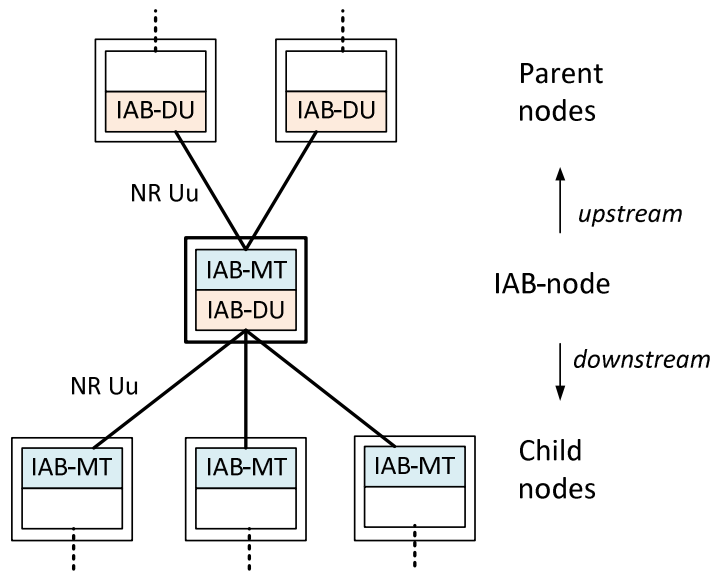 IAB-DU
IAB-DU
Parent
nodes
NR Uu
upstream
IAB-MT
IAB-DU
IAB-node
NR Uu
downstream
IAB-MT
IAB-MT
IAB-MT
Child
nodes